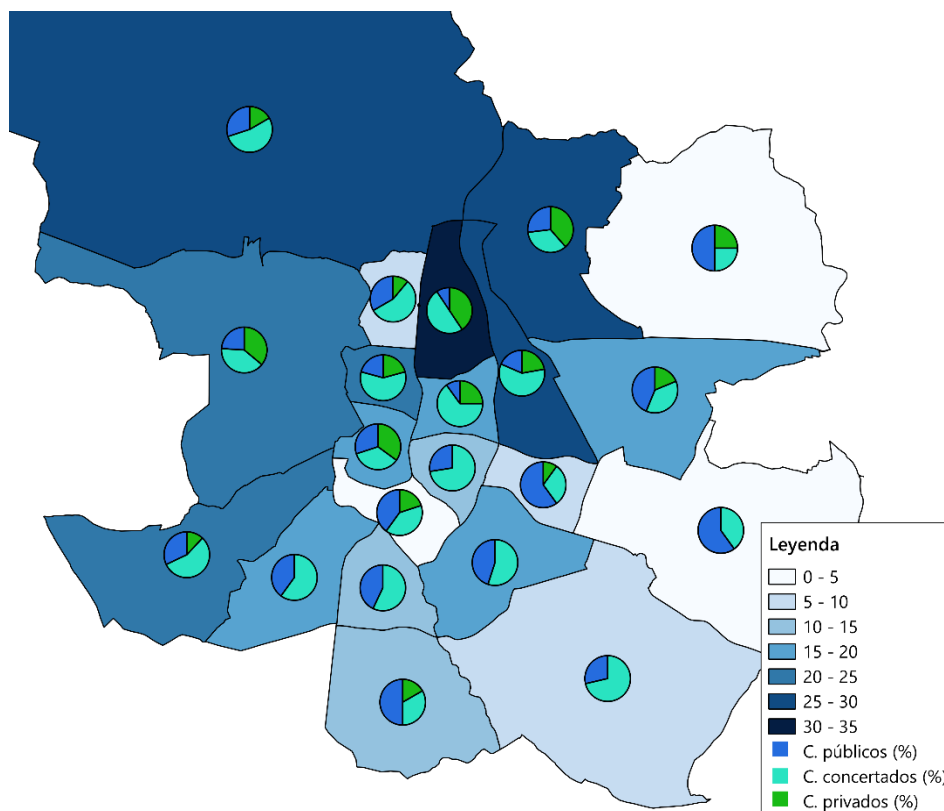 Leyenda
0 - 5
5 - 10
10 - 15
15 - 20
20 - 25
25 - 30
30 - 35
C. públicos (%)
C. concertados (%)
C. privados (%)